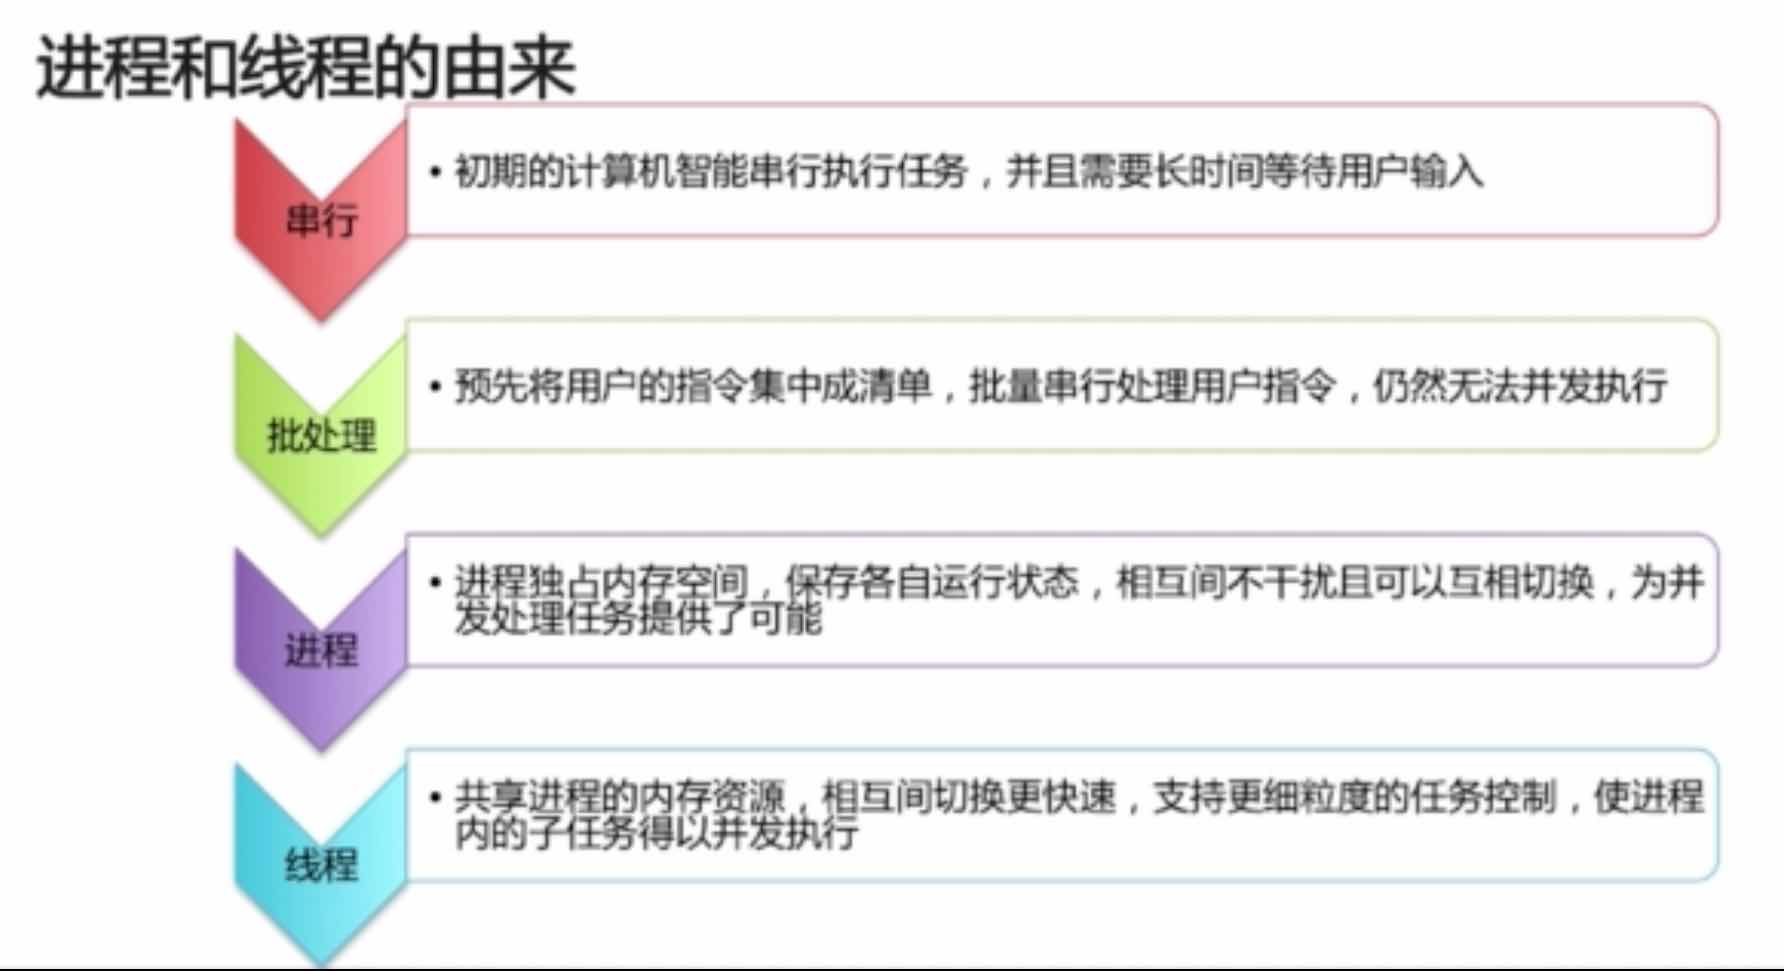 进程和线程的由来
串行
• 初期的计算机智能串行执行任务，并且需要长时间等待用户输入
批处理
• 预先将用户的指令集中成清单，批量串行处理用户指令，仍然无法并发执行
进程
• 进程独占内存空间，保存各自运行状态，相互间不干扰且可以互相切换，为并
发处理任务提供了可能
线程
• 共享进程的内存资源，相互间切换更快速，支持更细粒度的任务控制，使进程
内的子任务得以并发执行